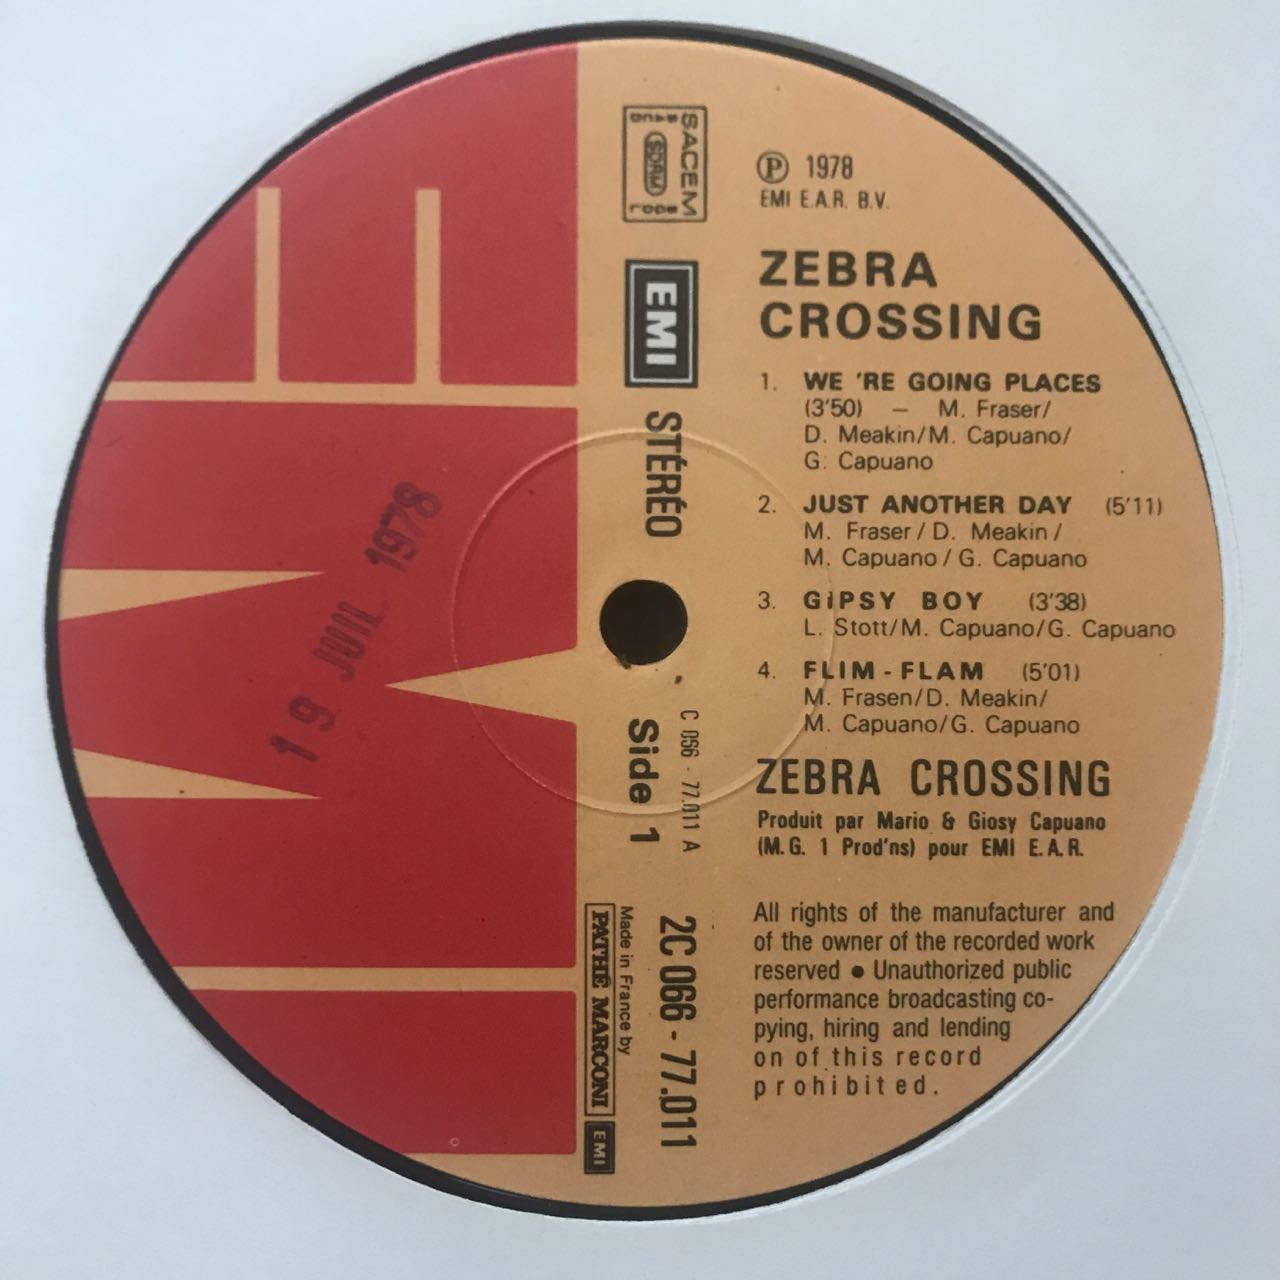 SACEM
SDRM
Ⓟ 1978
EMI E.A.R. B.V.
ZEBRA
CROSSING
1. WE 'RE GOING PLACES
(3'50) – M. Fraser/
D. Meakin/M. Capuano/
G. Capuano
2. JUST ANOTHER DAY (5'11)
M. Fraser / D. Meakin /
M. Capuano / G. Capuano
3. GIPSY BOY (3'38)
L. Stott/M. Capuano/G. Capuano
4. FLIM - FLAM (5'01)
M. Frasen/D. Meakin/
M. Capuano/G. Capuano
ZEBRA CROSSING
Produit par Mario & Giosy Capuano
(M.G. 1 Prod'ns) pour EMI E.A.R.
All rights of the manufacturer and
of the owner of the recorded work
reserved ● Unauthorized public
performance broadcasting co-
pying, hiring and lending
on of this record
prohibited.
EMI
STÉRÉO
Side 1
C 066 - 77.011 A
2C 066 - 77.011
Made in France by
PATHÉ MARCONI
EMI
EMI
19 JUIL 1978